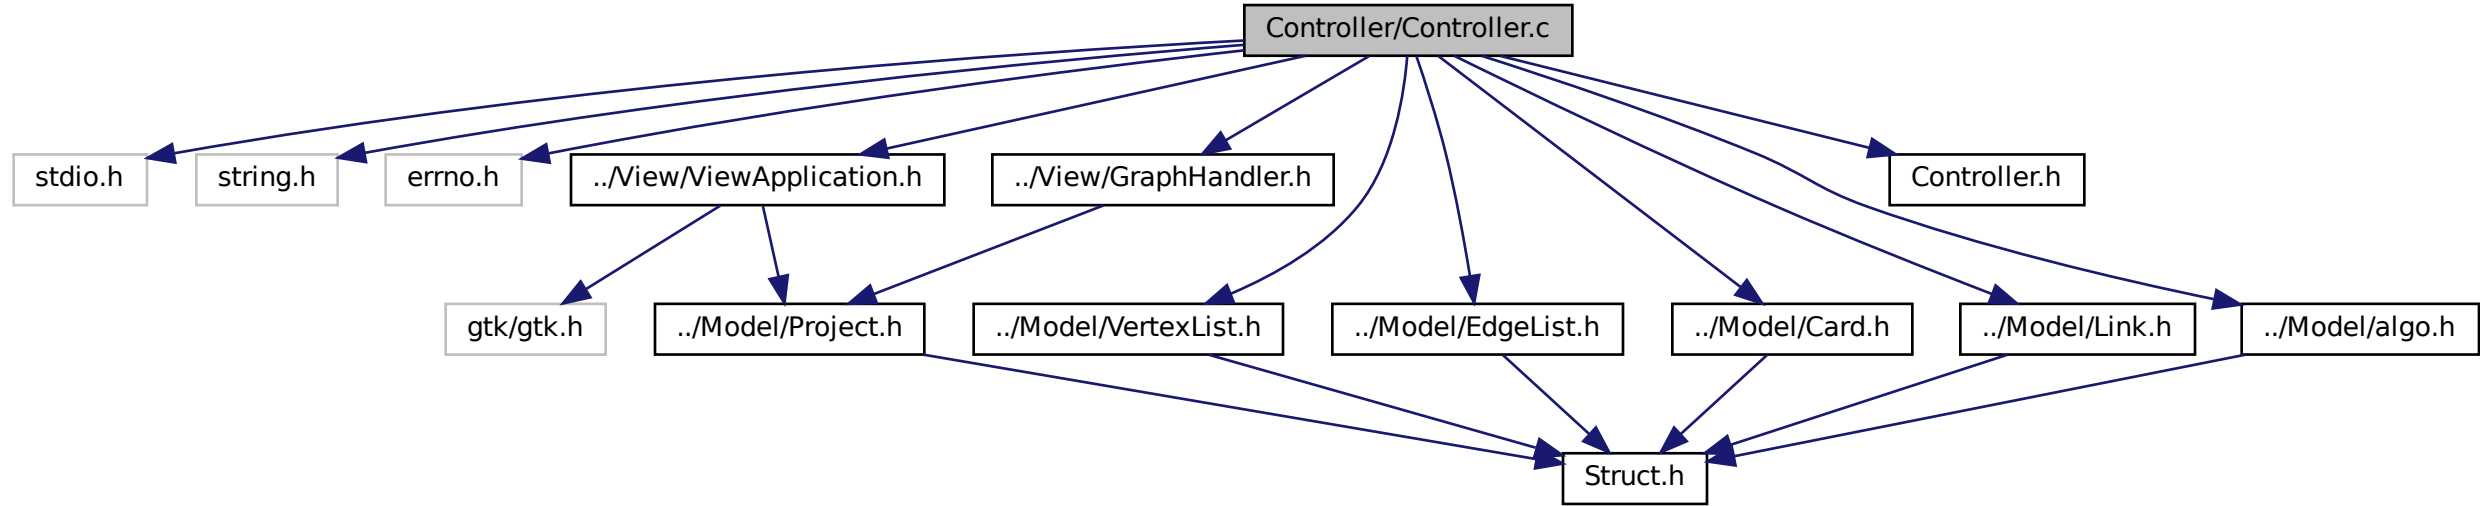 Controller/Controller.c
stdio.h
string.h
errno.h
../View/ViewApplication.h
../View/GraphHandler.h
Controller.h
gtk/gtk.h
../Model/Project.h
../Model/VertexList.h
../Model/EdgeList.h
../Model/Card.h
../Model/Link.h
../Model/algo.h
Struct.h